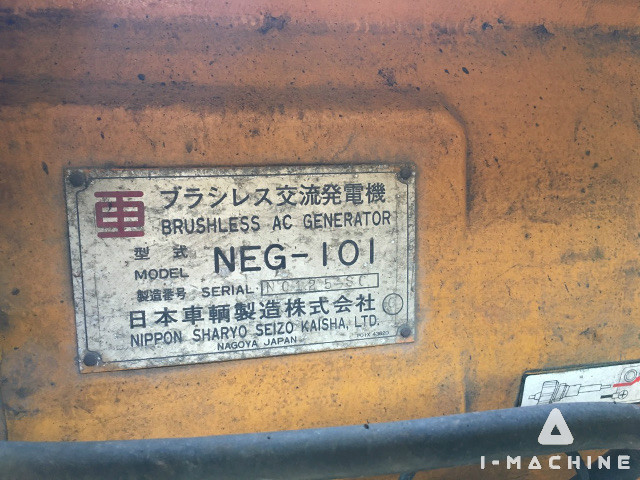 ブラシレス交流発電機
BRUSHLESS AC GENERATOR
型式
MODEL NEG-101
製造番号 SERIAL
日本車輌製造株式会社
NIPPON SHARYO SEIZO KAISHA, LTD.
NAGOYA JAPAN
I-MACHINE